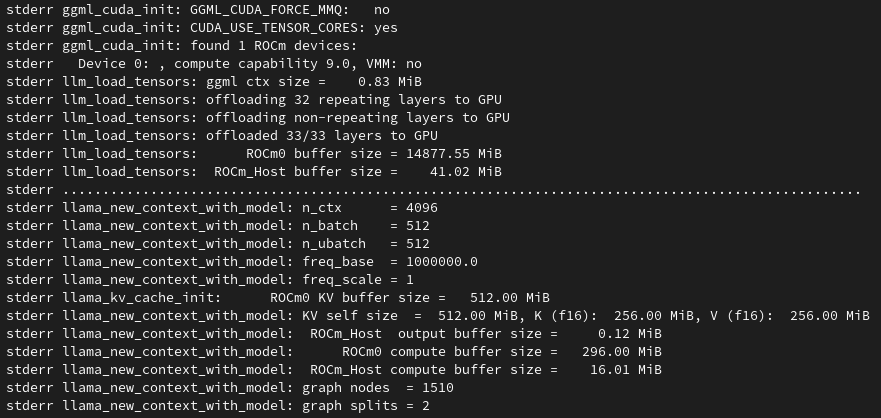 stderr ggml_cuda_init: GGML_CUDA_FORCE_MMQ:   no
stderr ggml_cuda_init: CUDA_USE_TENSOR_CORES: yes
stderr ggml_cuda_init: found 1 ROCm devices:
stderr   Device 0: , compute capability 9.0, VMM: no
stderr llm_load_tensors: ggml ctx size =    0.83 MiB
stderr llm_load_tensors: offloading 32 repeating layers to GPU
stderr llm_load_tensors: offloading non-repeating layers to GPU
stderr llm_load_tensors: offloaded 33/33 layers to GPU
stderr llm_load_tensors:      ROCm0 buffer size = 14877.55 MiB
stderr llm_load_tensors:  ROCm_Host buffer size =    41.02 MiB
stderr ....................................................................................................
stderr llama_new_context_with_model: n_ctx      = 4096
stderr llama_new_context_with_model: n_batch    = 512
stderr llama_new_context_with_model: n_ubatch   = 512
stderr llama_new_context_with_model: freq_base  = 1000000.0
stderr llama_new_context_with_model: freq_scale = 1
stderr llama_kv_cache_init:      ROCm0 KV buffer size =   512.00 MiB
stderr llama_new_context_with_model: KV self size  =  512.00 MiB, K (f16):  256.00 MiB, V (f16):  256.00 MiB
stderr llama_new_context_with_model:  ROCm_Host  output buffer size =     0.12 MiB
stderr llama_new_context_with_model:      ROCm0 compute buffer size =   296.00 MiB
stderr llama_new_context_with_model:  ROCm_Host compute buffer size =    16.01 MiB
stderr llama_new_context_with_model: graph nodes  = 1510
stderr llama_new_context_with_model: graph splits = 2